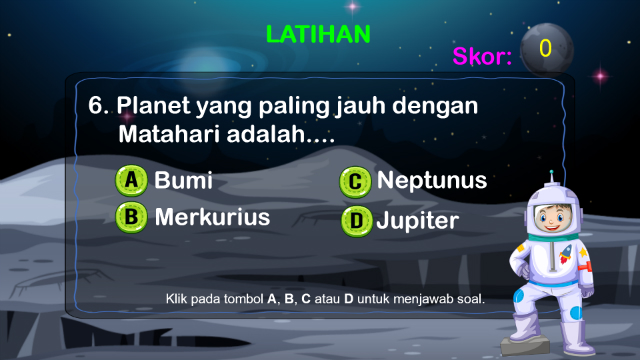 LATIHAN
Skor: 0
6. Planet yang paling jauh dengan
Matahari adalah....
A Bumi
C Neptunus
B Merkurius
D Jupiter
Klik pada tombol A, B, C atau D untuk menjawab soal.